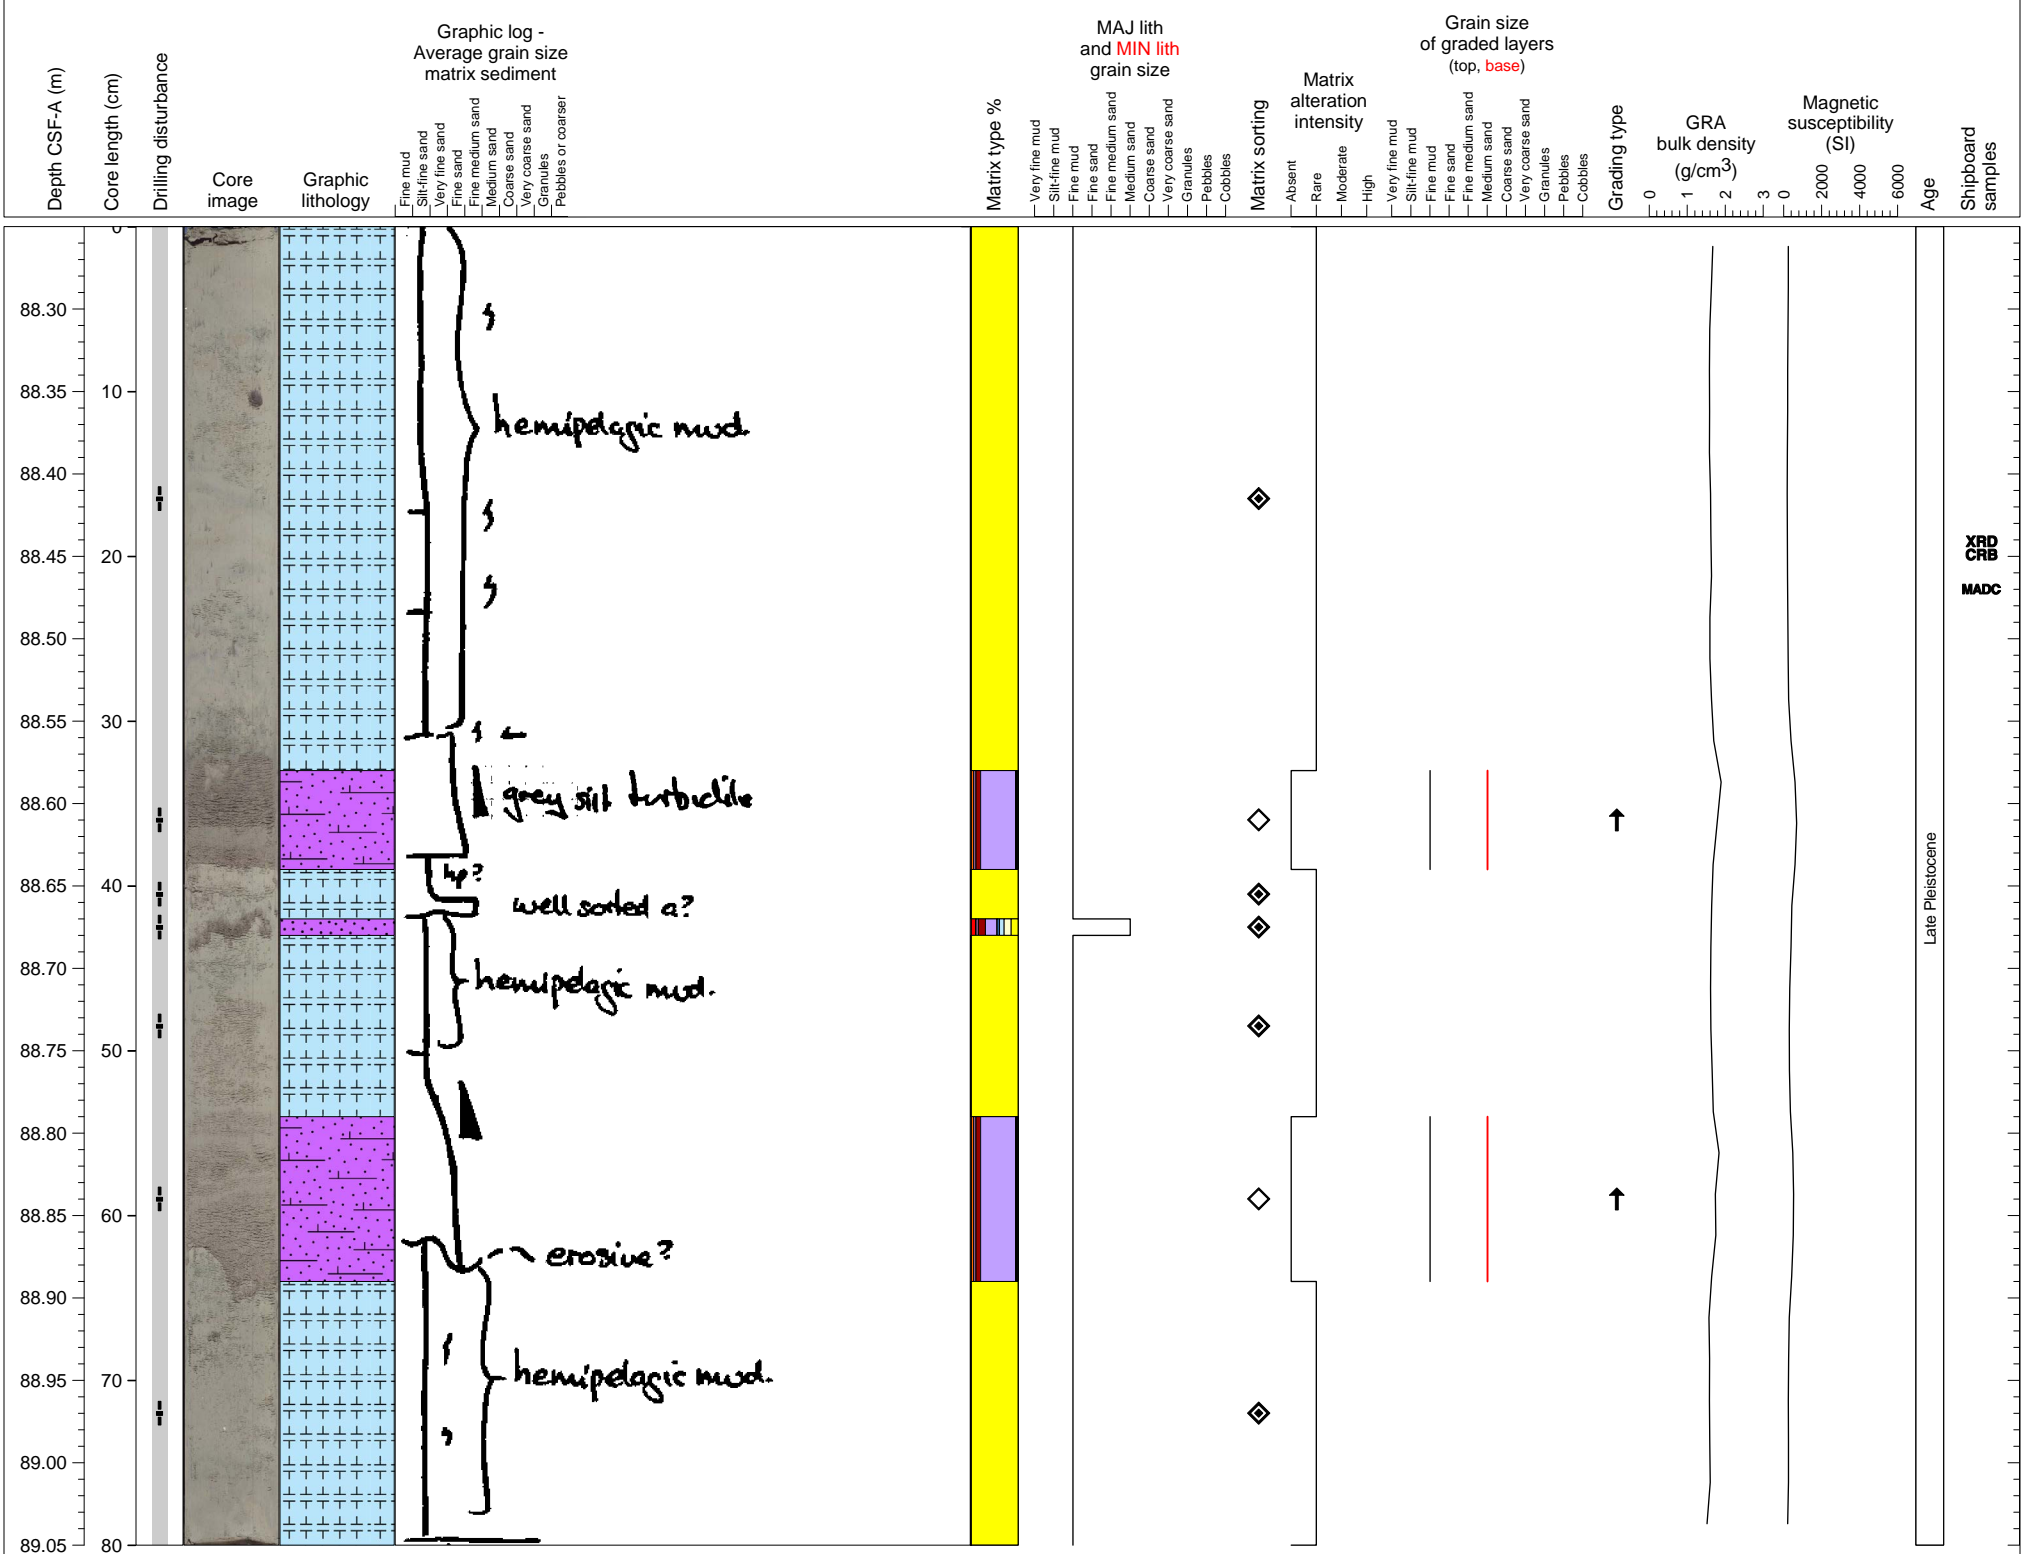 Depth CSF-A (m)
Core length (cm)
Drilling disturbance
Core
image
Graphic
lithology
Graphic log -
Average grain size
matrix sediment
Fine mud
Silt-fine sand
Very fine sand
Fine sand
Fine medium sand
Medium sand
Coarse sand
Very coarse sand
Granules
Pebbles or coarser
Matrix type %
MAJ lith
and MIN lith
grain size
Very fine mud
Silt-fine mud
Fine mud
Fine sand
Fine medium sand
Medium sand
Coarse sand
Very coarse sand
Granules
Pebbles
Cobbles
Matrix sorting
Matrix
alteration
intensity
Absent
Rare
Moderate
High
Grain size
of graded layers
(top, base)
Very fine mud
Silt-fine mud
Fine mud
Fine sand
Fine medium sand
Medium sand
Coarse sand
Very coarse sand
Granules
Pebbles
Cobbles
Grading type
GRA
bulk density
(g/cm3)
0 1 2 3
Magnetic
susceptibility
(SI)
0 2000 4000 6000
Age
Shipboard
samples
0
88.30
88.35 10
hemipelagic mud.
88.40
88.45 20
XRD
CRB
MADC
88.50
88.55 30
88.60
grey silt turbidite
88.65 40
hp?
well sorted a?
Late Pleistocene
88.70
hemipelagic mud.
88.75 50
88.80
88.85 60
erosive?
88.90
88.95 70
hemipelagic mud.
89.00
89.05 80